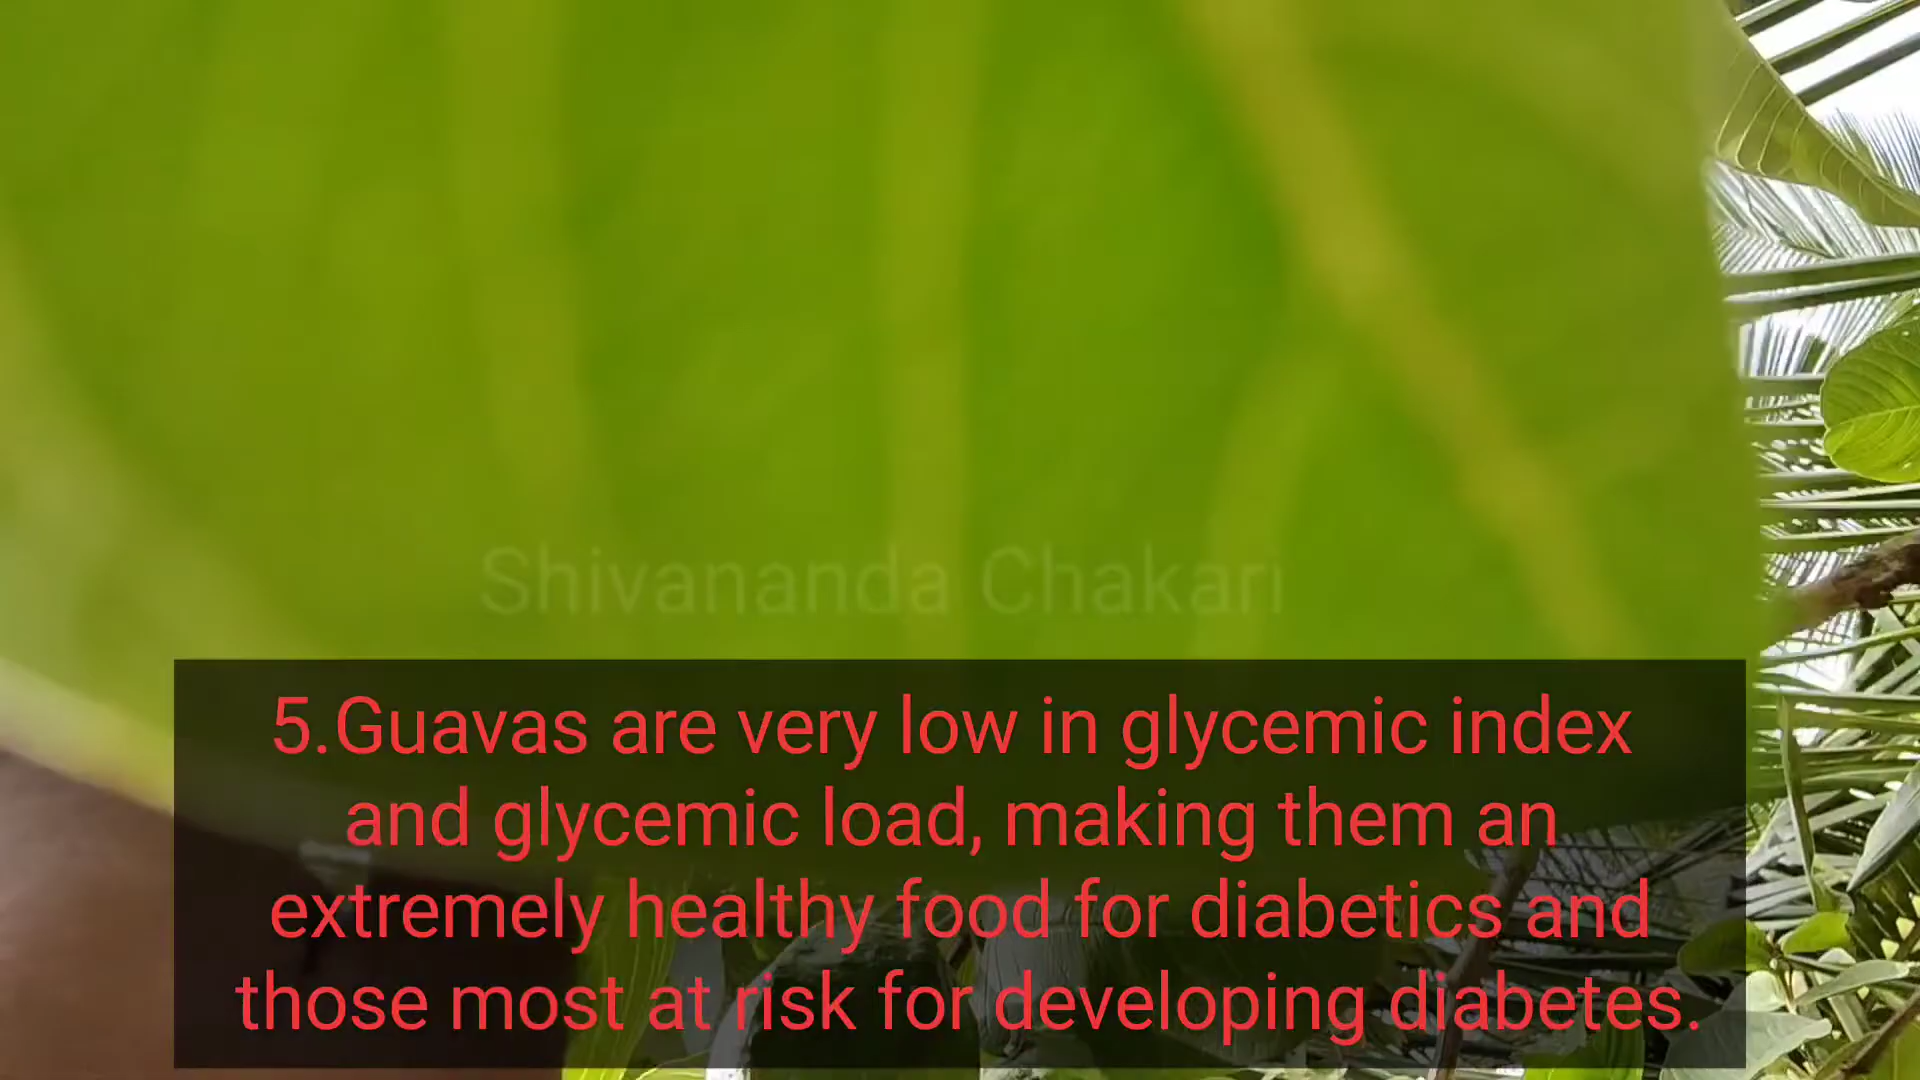 Shivananda Chakari
5.Guavas are very low in glycemic index
and glycemic load, making them an
extremely healthy food for diabetics and
those most at risk for developing diabetes.